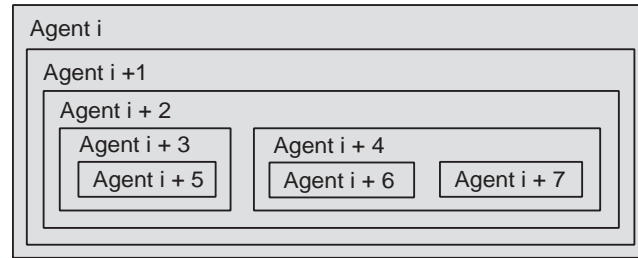 Agent i
Agent i +1
Agent i + 2
Agent i + 3
Agent i + 4
Agent i + 5
Agent i + 6
Agent i + 7